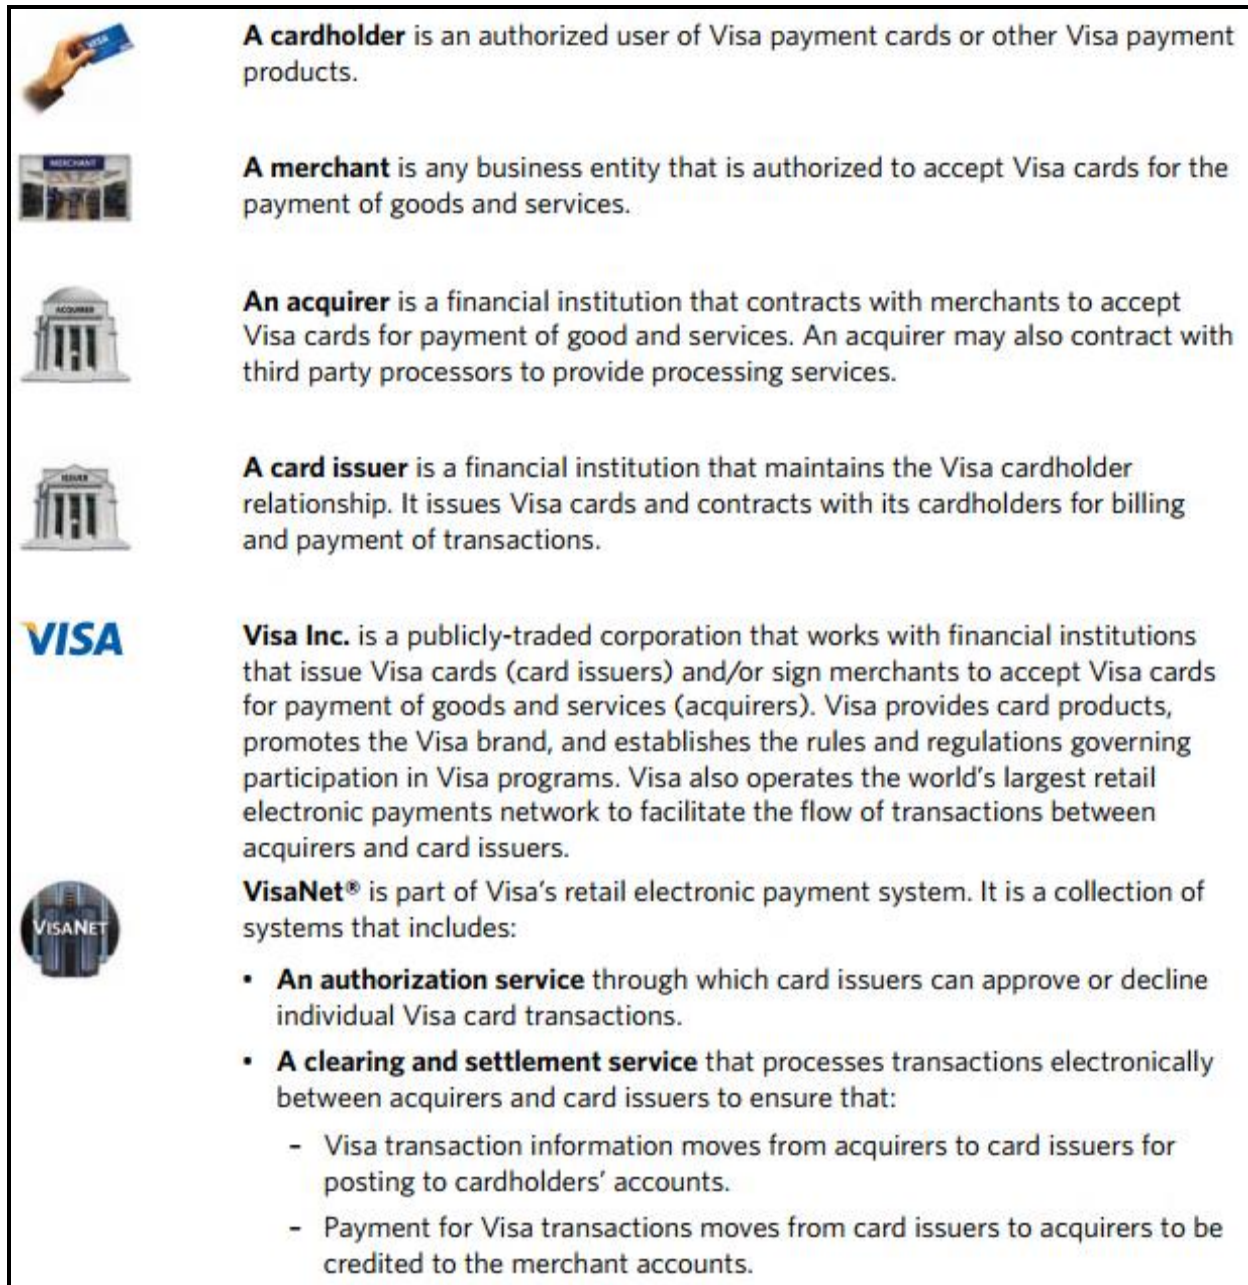 VISA
A cardholder is an authorized user of Visa payment cards or other Visa payment
products.
MERCHANT
A merchant is any business entity that is authorized to accept Visa cards for the
payment of goods and services.
ACQUIRER
An acquirer is a financial institution that contracts with merchants to accept
Visa cards for payment of good and services. An acquirer may also contract with
third party processors to provide processing services.
ISSUER
A card issuer is a financial institution that maintains the Visa cardholder
relationship. It issues Visa cards and contracts with its cardholders for billing
and payment of transactions.
VISA
Visa Inc. is a publicly-traded corporation that works with financial institutions
that issue Visa cards (card issuers) and/or sign merchants to accept Visa cards
for payment of goods and services (acquirers). Visa provides card products,
promotes the Visa brand, and establishes the rules and regulations governing
participation in Visa programs. Visa also operates the world’s largest retail
electronic payments network to facilitate the flow of transactions between
acquirers and card issuers.
VISANET
VisaNet® is part of Visa’s retail electronic payment system. It is a collection of
systems that includes:
• An authorization service through which card issuers can approve or decline
individual Visa card transactions.
• A clearing and settlement service that processes transactions electronically
between acquirers and card issuers to ensure that:
– Visa transaction information moves from acquirers to card issuers for
posting to cardholders’ accounts.
– Payment for Visa transactions moves from card issuers to acquirers to be
credited to the merchant accounts.